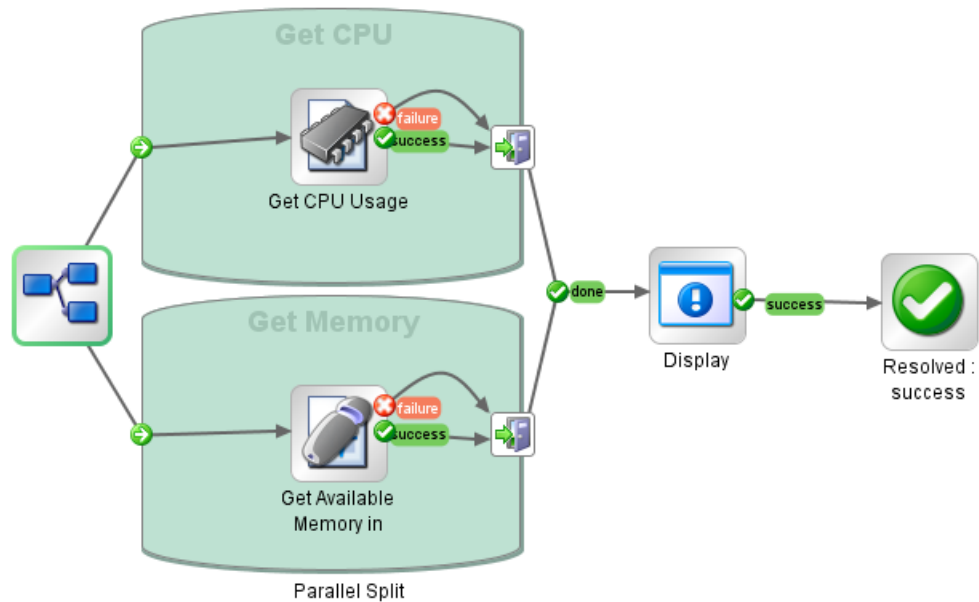 Get CPU
failure
success
Get CPU Usage
Get Memory
failure
success
Get Available
Memory in
Parallel Split
done
Display
success
Resolved :
success